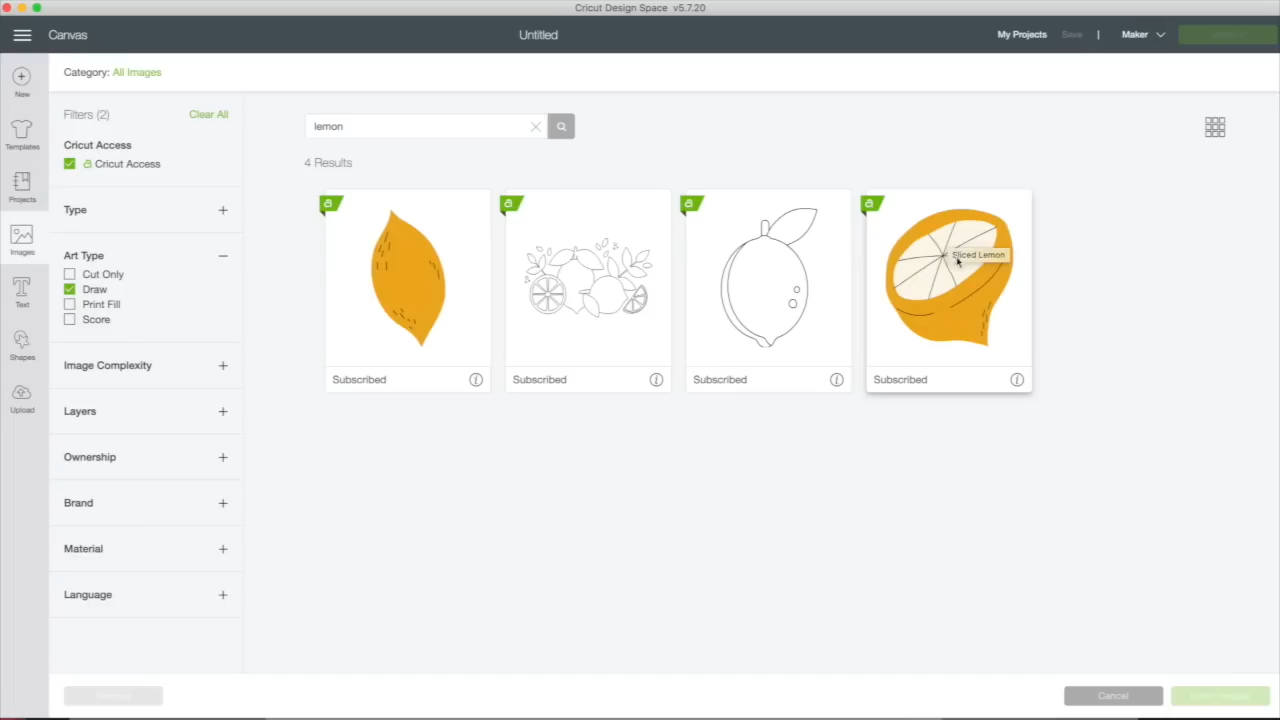 Cricut Design Space v5.7.20
Canvas
Untitled
My Projects Save | Maker
New
Templates
Projects
Images
Text
Shapes
Upload
Category: All Images
Filters (2) Clear All
Cricut Access
Cricut Access
Type +
Art Type −
Cut Only
Draw
Print Fill
Score
Image Complexity +
Layers +
Ownership +
Brand +
Material +
Language +
lemon
4 Results
Sliced Lemon
Subscribed
Subscribed
Subscribed
Subscribed
Cancel